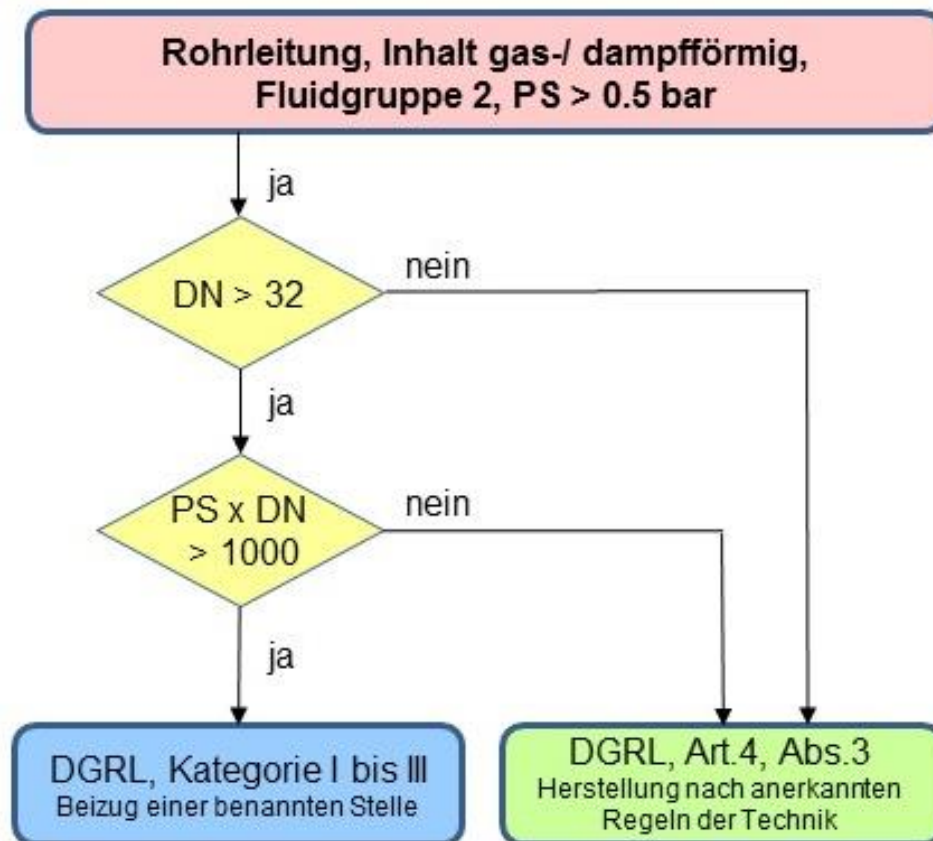 Rohrleitung, Inhalt gas-/ dampfförmig,
Fluidgruppe 2, PS > 0.5 bar
ja
DN > 32
nein
ja
PS x DN
> 1000
nein
ja
DGRL, Kategorie I bis III
Beizug einer benannten Stelle
DGRL, Art.4, Abs.3
Herstellung nach anerkannten
Regeln der Technik